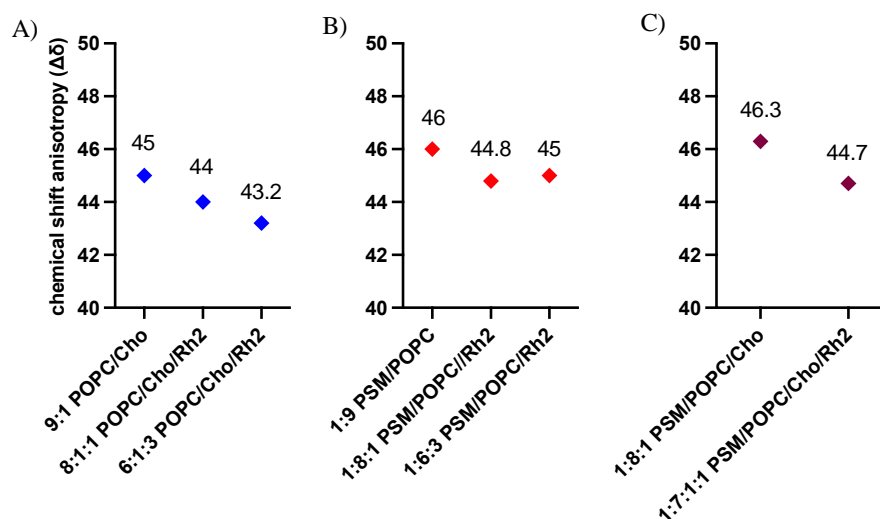 A)
chemical shift anisotropy (Δδ)
50
48
46
44
42
40
45
44
43.2
9:1 POPC/Cho
8:1:1 POPC/Cho/Rh2
6:1:3 POPC/Cho/Rh2
B)
50
48
46
44
42
40
46
44.8
45
1:9 PSM/POPC
1:8:1 PSM/POPC//Rh2
1:6:3 PSM/POPC/Rh2
C)
50
48
46
44
42
40
46.3
44.7
1:8:1 PSM/POPC/Cho
1:7:1:1 PSM/POPC/Cho/Rh2